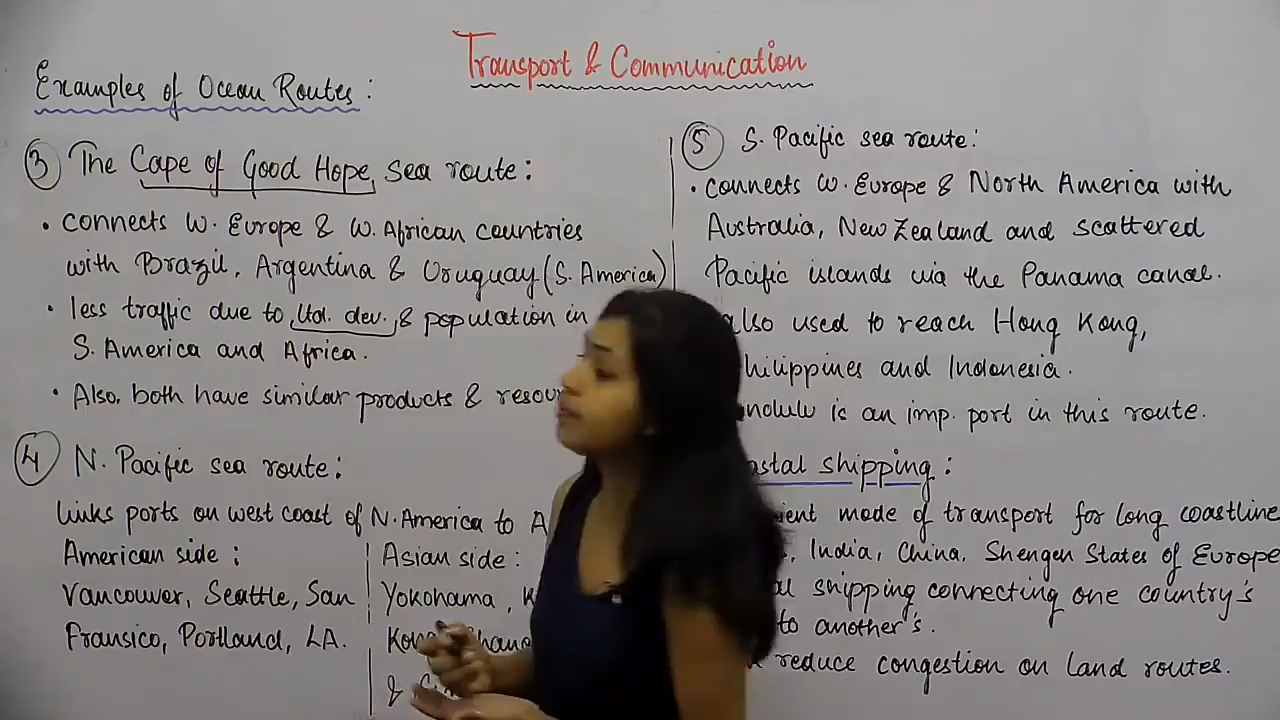 Transport & Communication
Examples of Ocean Routes :
③ The Cape of Good Hope sea route :
• connects W. Europe & W. African countries
with Brazil, Argentina & Uruguay (S. America)
• less traffic due to ltd. dev. & population in
S. America and Africa.
• Also, both have similar products &
④ N. Pacific sea route :
links ports on west coast of N. America to
American side :
Vancouver, Seattle, San
Fransico, Portland, LA.
Asian side :
Yokohama,
&
⑤ S. Pacific sea route :
• connects W. Europe & North America with
Australia, New Zealand and scattered
Pacific islands via the Panama canal.
also used to reach Hong Kong,
and Indonesia.
is an imp. port in this route.
shipping :
mode of transport for long coastline
India, China, Shengen States of Europe
shipping connecting one country's
to another's.
reduce congestion on land routes.